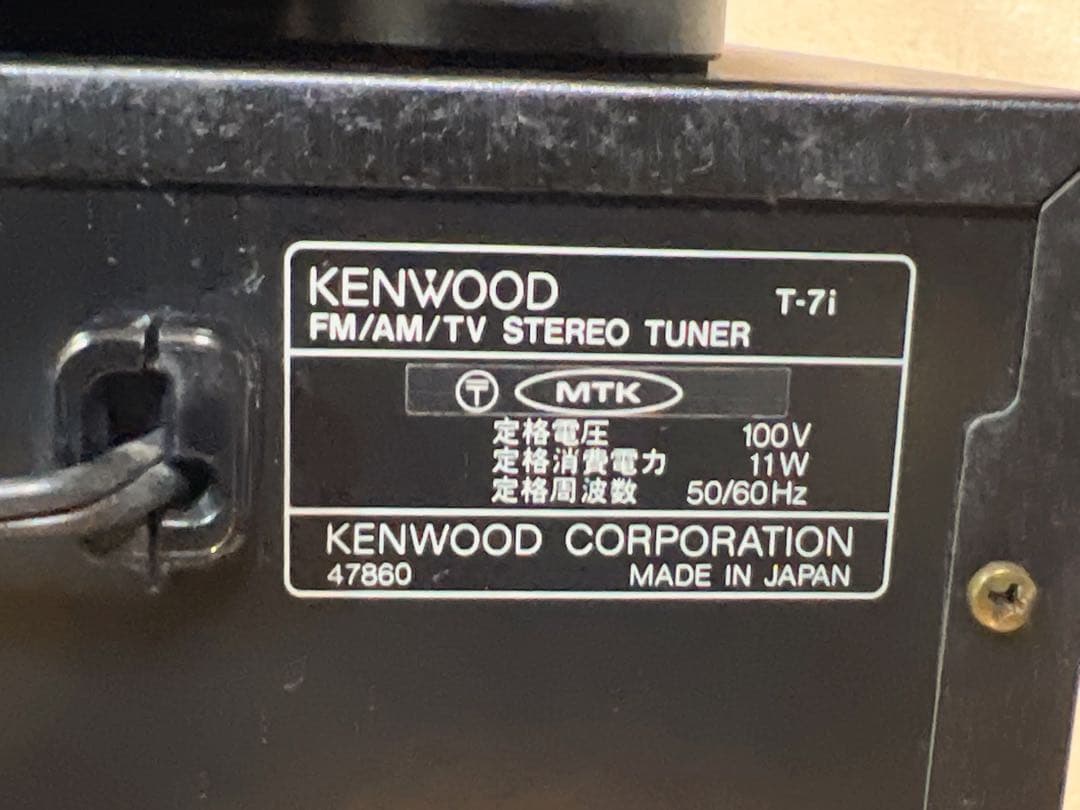 KENWOOD T-7i
FM/AM/TV STEREO TUNER
〒 MTK
定格電圧 100V
定格消費電力 11W
定格周波数 50/60Hz
KENWOOD CORPORATION
47860 MADE IN JAPAN